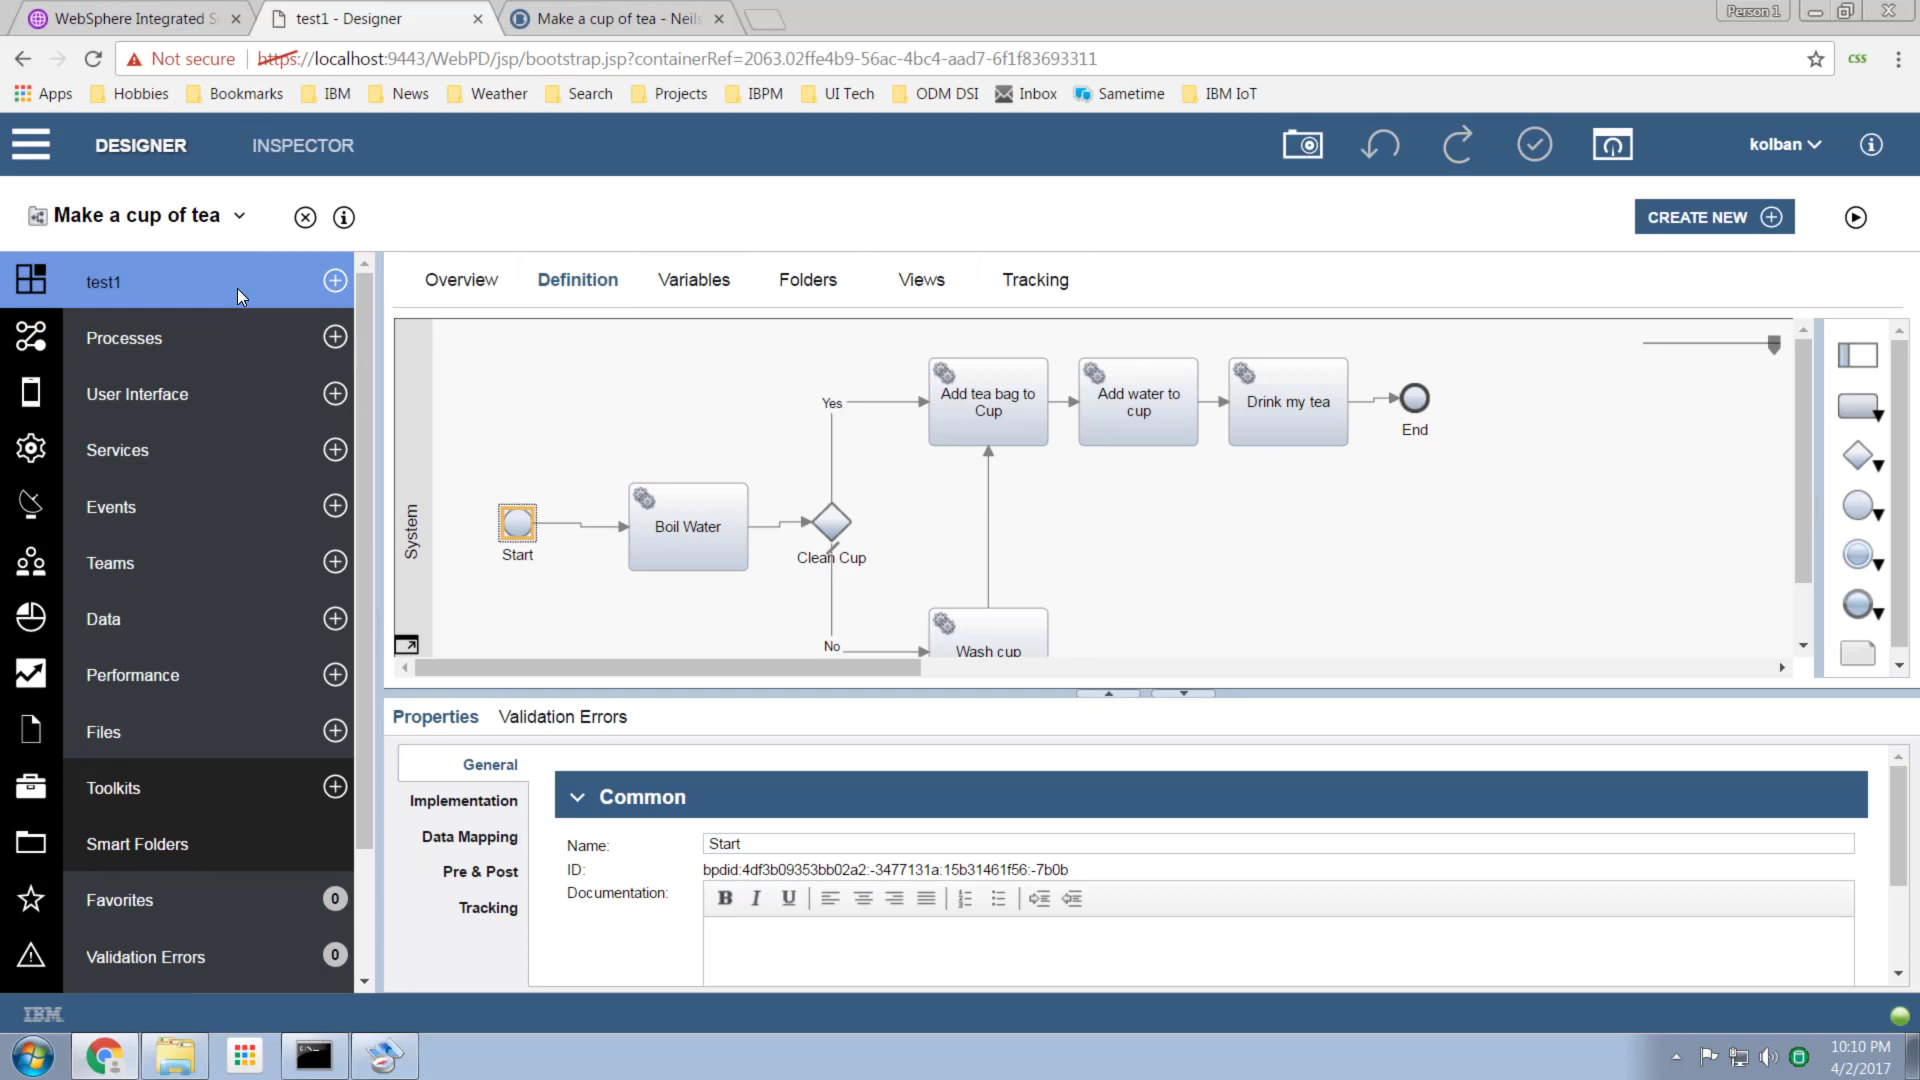 WebSphere Integrated S
test1 - Designer
Make a cup of tea - Neils
Person 1
Not secure
https://localhost:9443/WebPD/jsp/bootstrap.jsp?containerRef=2063.02ffe4b9-56ac-4bc4-aad7-6f1f83693311
css
Apps
Hobbies
Bookmarks
IBM
News
Weather
Search
Projects
IBPM
UI Tech
ODM DSI
Inbox
Sametime
IBM IoT
DESIGNER
INSPECTOR
kolban
Make a cup of tea
CREATE NEW
test1
Processes
User Interface
Services
Events
Teams
Data
Performance
Files
Toolkits
Smart Folders
Favorites
0
Validation Errors
0
Overview
Definition
Variables
Folders
Views
Tracking
System
Start
Boil Water
Clean Cup
Yes
No
Add tea bag to
Cup
Add water to
cup
Drink my tea
End
Wash cup
Properties
Validation Errors
General
Implementation
Data Mapping
Pre & Post
Tracking
Common
Name:
Start
ID:
bpdid:4df3b09353bb02a2:-3477131a:15b31461f56:-7b0b
Documentation:
B I U
IBM
10:10 PM
4/2/2017